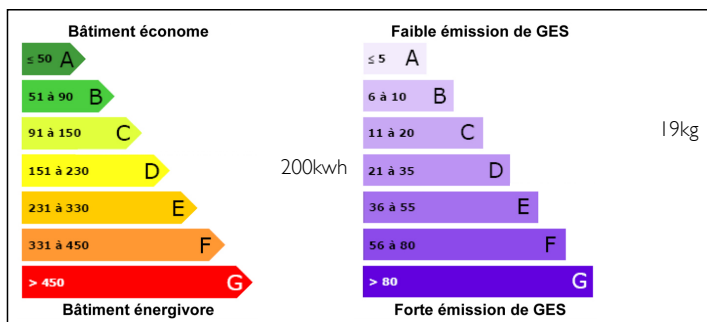 Bâtiment économe
≤ 50 A
51 à 90 B
91 à 150 C
151 à 230 D
231 à 330 E
331 à 450 F
> 450 G
Bâtiment énergivore
200kwh
Faible émission de GES
≤ 5 A
6 à 10 B
11 à 20 C
21 à 35 D
36 à 55 E
56 à 80 F
> 80 G
Forte émission de GES
19kg